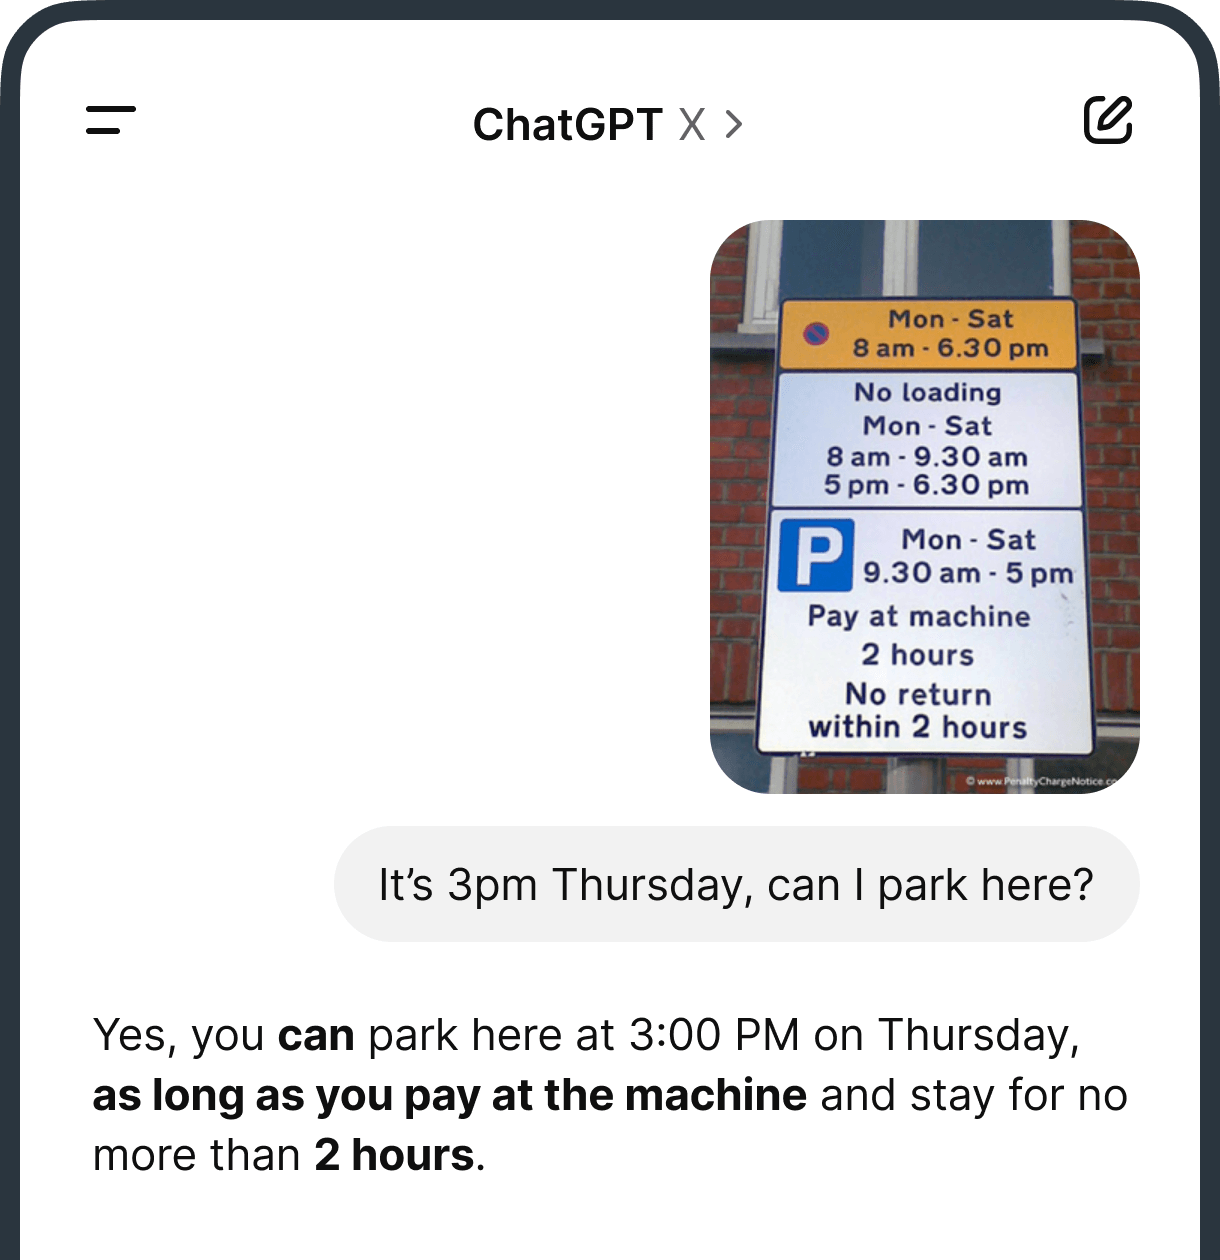 ChatGPT X >
Mon - Sat
8 am - 6.30 pm
No loading
Mon - Sat
8 am - 9.30 am
5 pm - 6.30 pm
P
Mon - Sat
9.30 am - 5 pm
Pay at machine
2 hours
No return
within 2 hours
© www.PenaltyChargeNotice.co
It’s 3pm Thursday, can I park here?
Yes, you can park here at 3:00 PM on Thursday,
as long as you pay at the machine and stay for no
more than 2 hours.